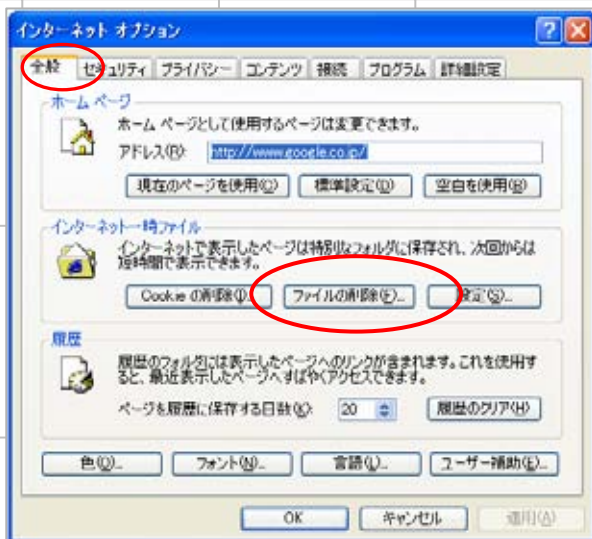 インターネット オプション
全般 セキュリティ プライバシー コンテンツ 接続 プログラム 詳細設定
ホーム ページ
ホーム ページとして使用するページは変更できます。
アドレス(R): http://www.google.co.jp/
現在のページを使用(C) 標準設定(D) 空白を使用(B)
インターネット一時ファイル
インターネットで表示したページは特別なフォルダに保存され、次回からは
短時間で表示できます。
Cookie の削除(I)... ファイルの削除(F)... 設定(S)...
履歴
履歴のフォルダには表示したページへのリンクが含まれます。これを使用す
ると、最近表示したページへすばやくアクセスできます。
ページを履歴に保存する日数(K): 20 履歴のクリア(H)
色(O)... フォント(N)... 言語(L)... ユーザー補助(E)...
OK キャンセル 適用(A)